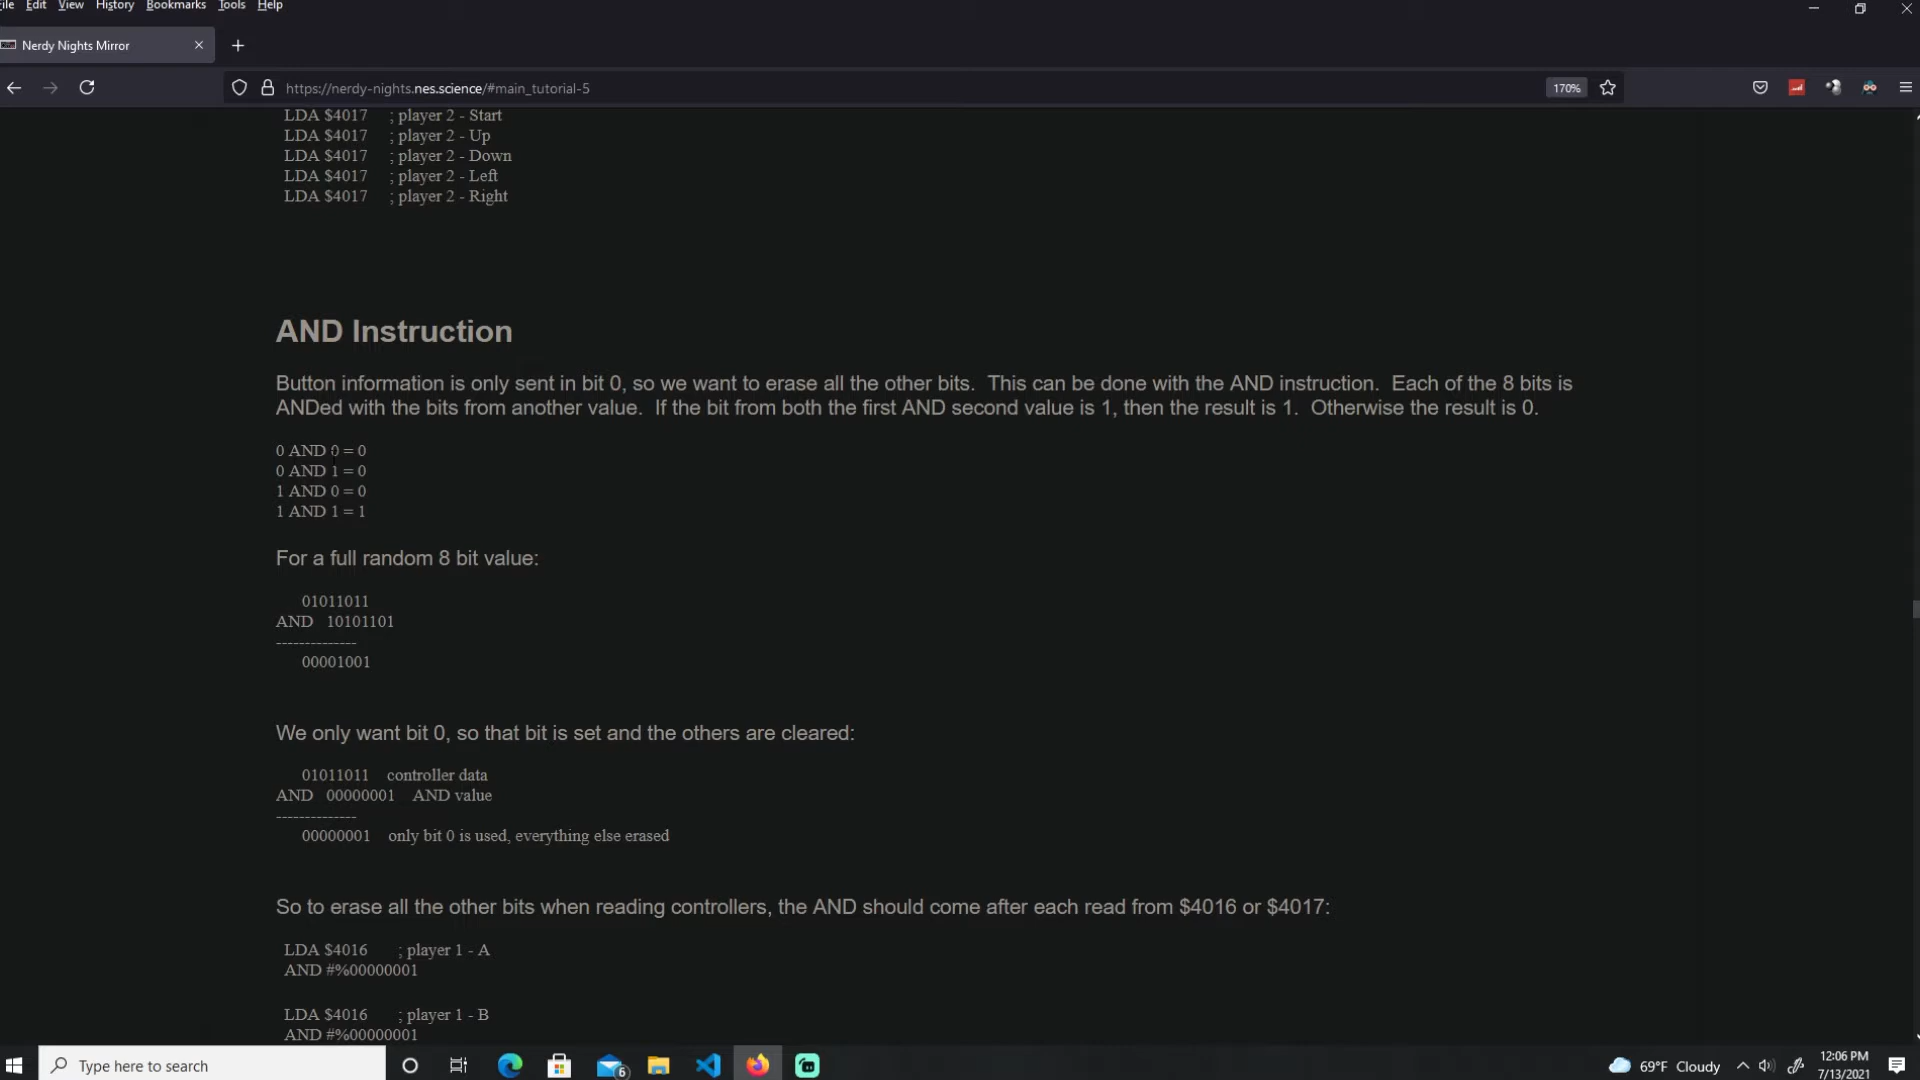 ile Edit View History Bookmarks Tools Help
Nerdy Nights Mirror
https://nerdy-nights.nes.science/#main_tutorial-5
170%
LDA $4017 ; player 2 - Start
LDA $4017 ; player 2 - Up
LDA $4017 ; player 2 - Down
LDA $4017 ; player 2 - Left
LDA $4017 ; player 2 - Right
AND Instruction
Button information is only sent in bit 0, so we want to erase all the other bits. This can be done with the AND instruction. Each of the 8 bits is
ANDed with the bits from another value. If the bit from both the first AND second value is 1, then the result is 1. Otherwise the result is 0.
0 AND 0 = 0
0 AND 1 = 0
1 AND 0 = 0
1 AND 1 = 1
For a full random 8 bit value:
01011011
AND 10101101
--------------
00001001
We only want bit 0, so that bit is set and the others are cleared:
01011011 controller data
AND 00000001 AND value
--------------
00000001 only bit 0 is used, everything else erased
So to erase all the other bits when reading controllers, the AND should come after each read from $4016 or $4017:
LDA $4016 ; player 1 - A
AND #%00000001
LDA $4016 ; player 1 - B
AND #%00000001
Type here to search
6
69°F Cloudy
12:06 PM
7/13/2021